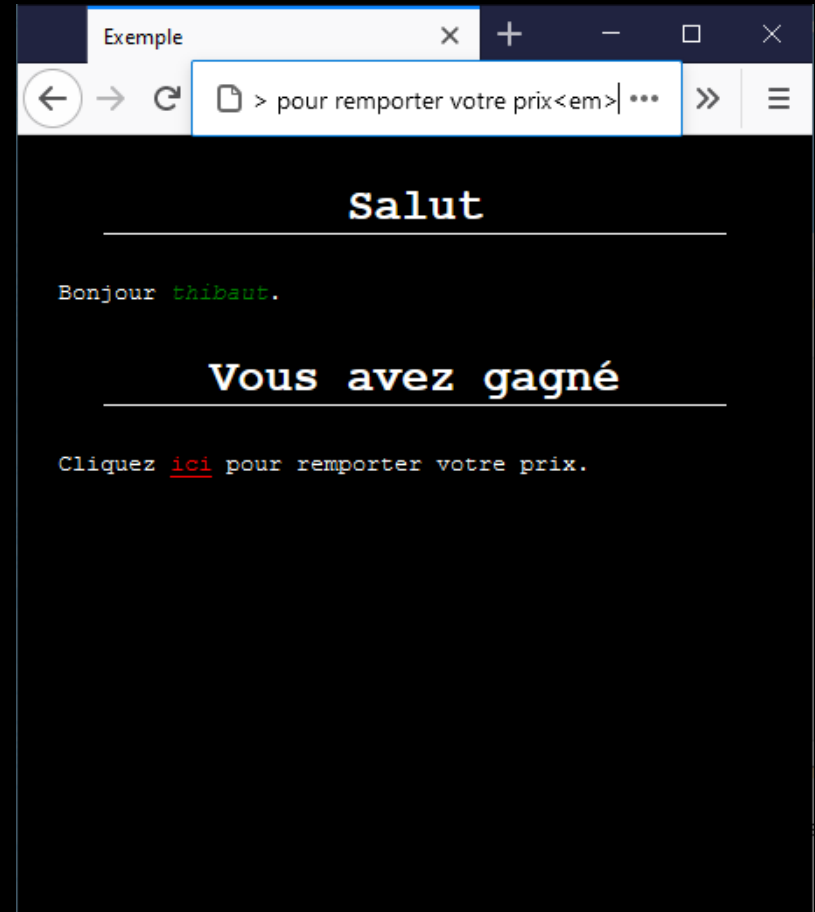 Exemple
> pour remporter votre prix<em>
Salut
Bonjour thibaut.
Vous avez gagné
Cliquez ici pour remporter votre prix.